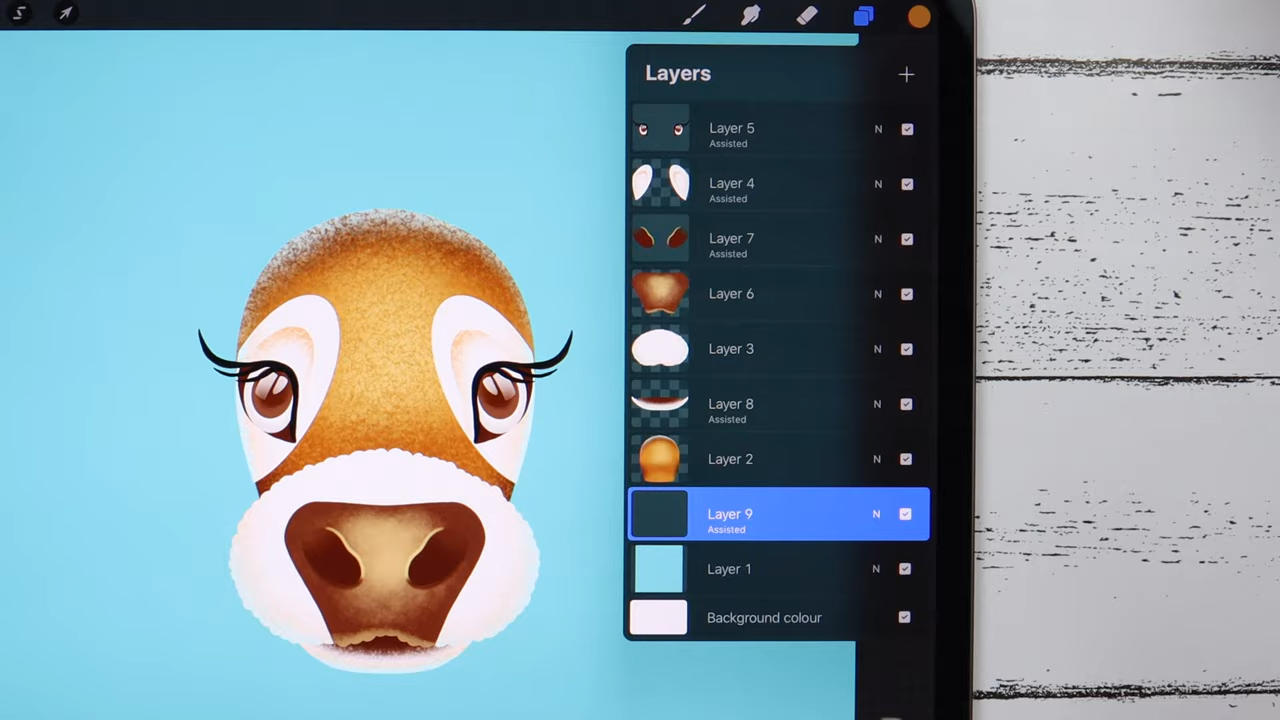 Layers
Layer 5
Assisted
N
Layer 4
Assisted
N
Layer 7
Assisted
N
Layer 6
N
Layer 3
N
Layer 8
Assisted
N
Layer 2
N
Layer 9
Assisted
N
Layer 1
N
Background colour